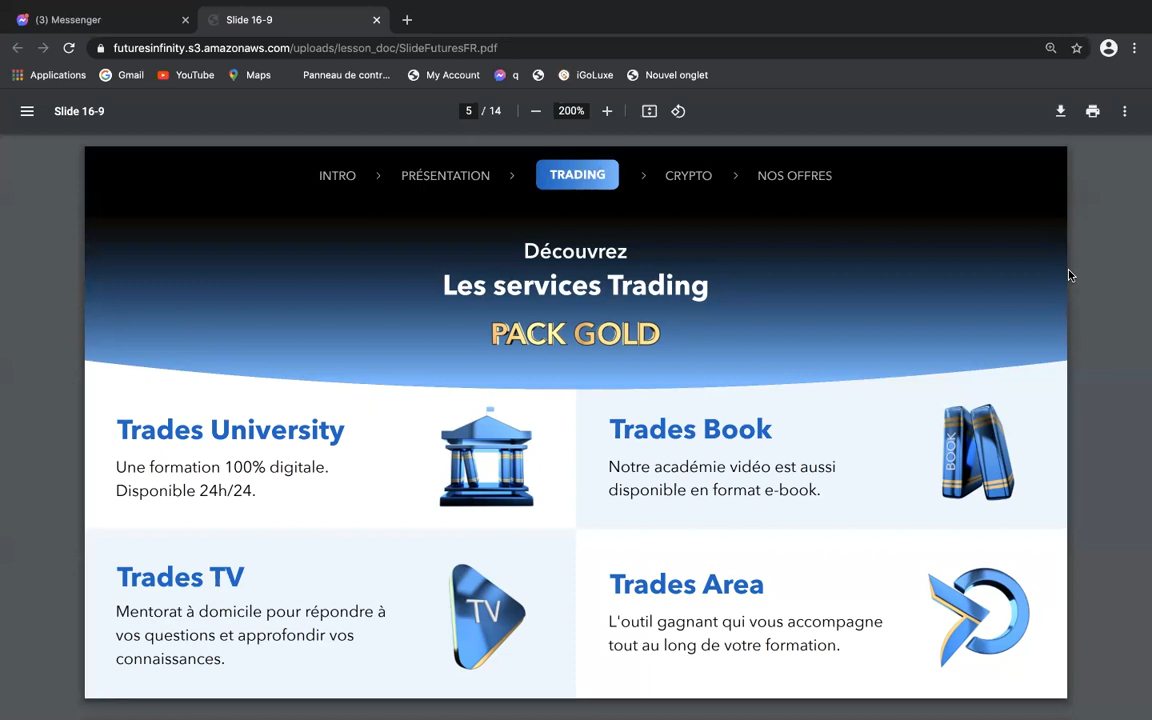 (3) Messenger
Slide 16-9
futuresinfinity.s3.amazonaws.com/uploads/lesson_doc/SlideFuturesFR.pdf
Applications Gmail YouTube Maps Panneau de contr... My Account q iGoLuxe Nouvel onglet
Slide 16-9
5 / 14
200%
INTRO > PRÉSENTATION > TRADING > CRYPTO > NOS OFFRES
Découvrez
Les services Trading
PACK GOLD
Trades University
Une formation 100% digitale.
Disponible 24h/24.
Trades Book
Notre académie vidéo est aussi
disponible en format e-book.
BOOK
Trades TV
Mentorat à domicile pour répondre à
vos questions et approfondir vos
connaissances.
TV
Trades Area
L'outil gagnant qui vous accompagne
tout au long de votre formation.